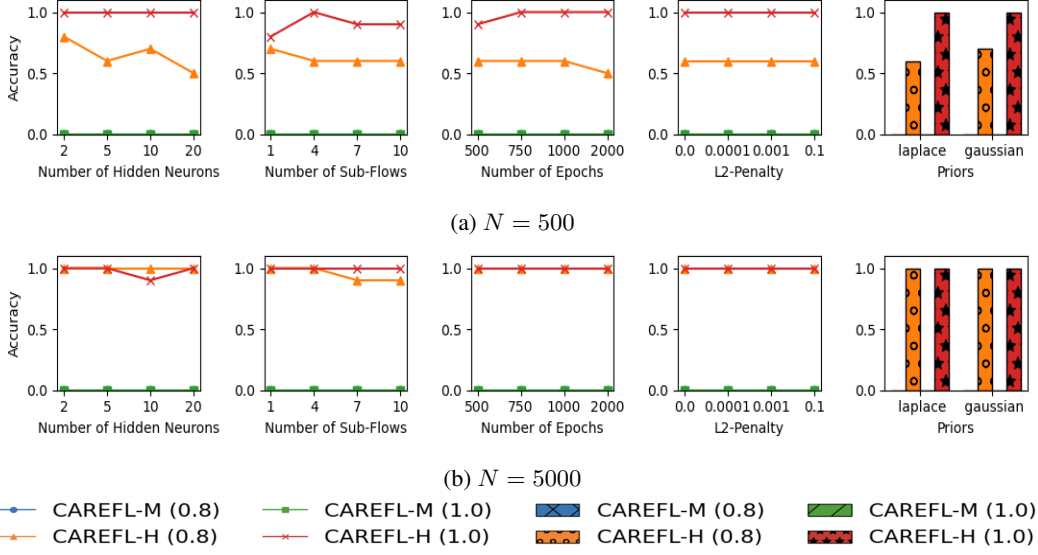 1.0 1.0 1.0 1.0 1.0
Accuracy 0.5 0.5 0.5 0.5 0.5
0.0 0.0 0.0 0.0 0.0
2 5 10 20 1 4 7 10 500 750 1000 2000 0.0 0.0001 0.001 0.1 laplace gaussian
Number of Hidden Neurons Number of Sub-Flows Number of Epochs L2-Penalty Priors
(a) N = 500
1.0 1.0 1.0 1.0 1.0
Accuracy 0.5 0.5 0.5 0.5 0.5
0.0 0.0 0.0 0.0 0.0
2 5 10 20 1 4 7 10 500 750 1000 2000 0.0 0.0001 0.001 0.1 laplace gaussian
Number of Hidden Neurons Number of Sub-Flows Number of Epochs L2-Penalty Priors
(b) N = 5000
CAREFL-M (0.8) CAREFL-M (1.0) CAREFL-M (0.8) CAREFL-M (1.0)
CAREFL-H (0.8) CAREFL-H (1.0) CAREFL-H (0.8) CAREFL-H (1.0)